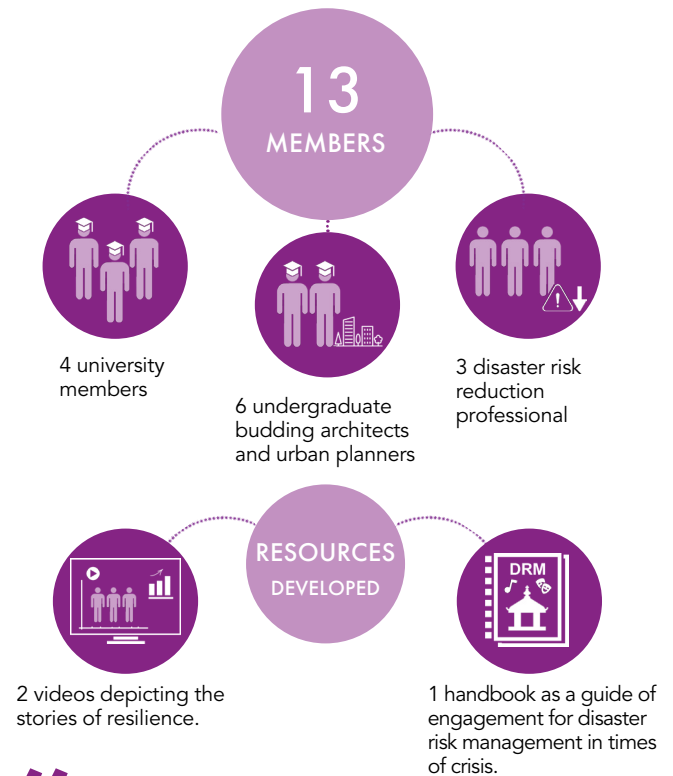 13
MEMBERS
4 university
members
6 undergraduate
budding architects
and urban planners
3 disaster risk
reduction
professional
RESOURCES
DEVELOPED
2 videos depicting the
stories of resilience.
DRM
1 handbook as a guide of
engagement for disaster
risk management in times
of crisis.